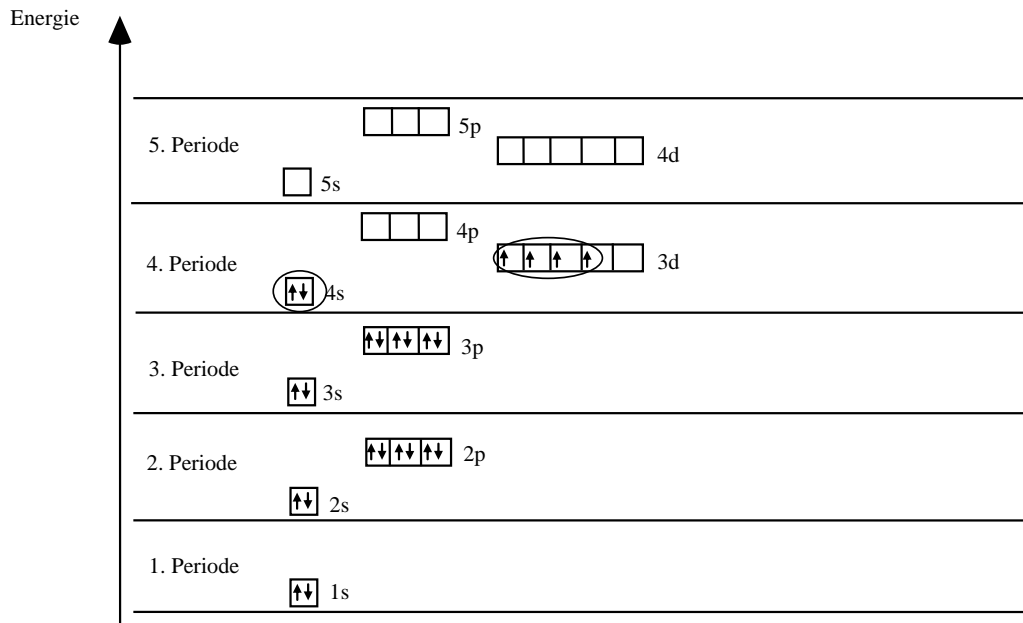 Energie
5p
5. Periode
4d
5s
4p
4. Periode
3d
4s
3p
3. Periode
3s
2p
2. Periode
2s
1. Periode
1s